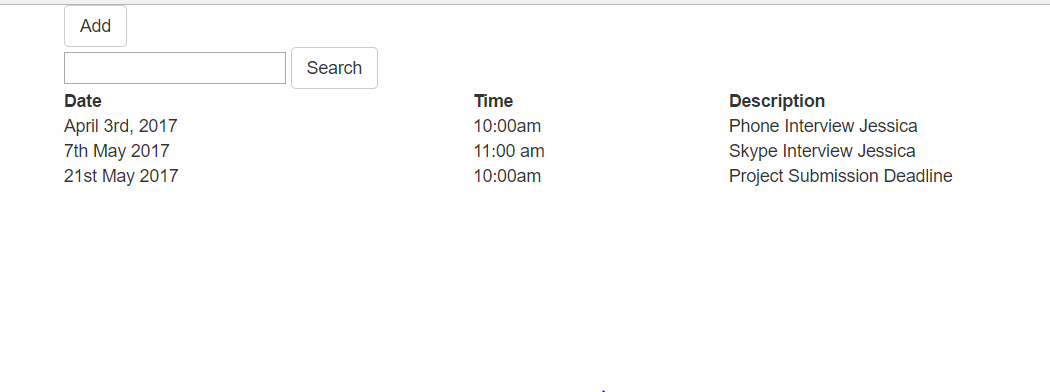 Add
Search
Date Time Description
April 3rd, 2017 10:00am Phone Interview Jessica
7th May 2017 11:00 am Skype Interview Jessica
21st May 2017 10:00am Project Submission Deadline